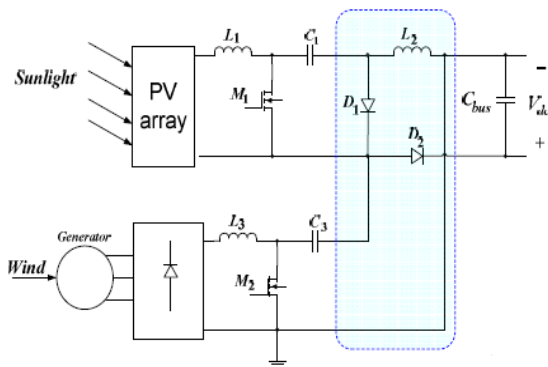 L1
C1
L2
Sunlight
PV
array
M1
D1
Cbus
Vdc
−
+
D2
Generator
L3
C3
Wind
M2